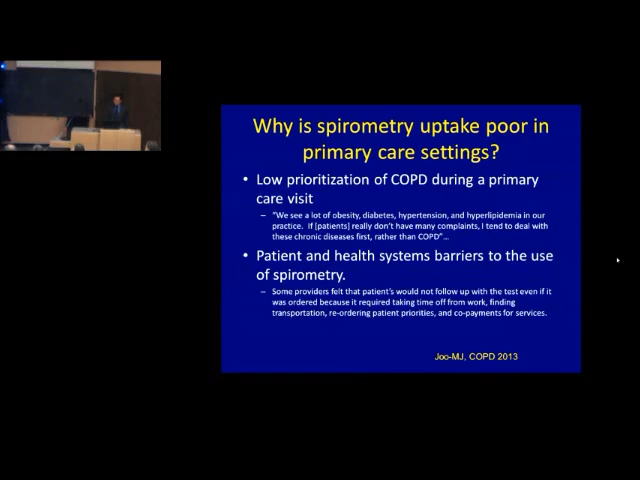 Why is spirometry uptake poor in
primary care settings?
• Low prioritization of COPD during a primary
care visit
– "We see a lot of obesity, diabetes, hypertension, and hyperlipidemia in our
practice. If [patients] really don't have many complaints, I tend to deal with
these chronic diseases first, rather than COPD"…
• Patient and health systems barriers to the use
of spirometry.
– Some providers felt that patient's would not follow up with the test even if it
was ordered because it required taking time off from work, finding
transportation, re-ordering patient priorities, and co-payments for services.
Joo-MJ, COPD 2013